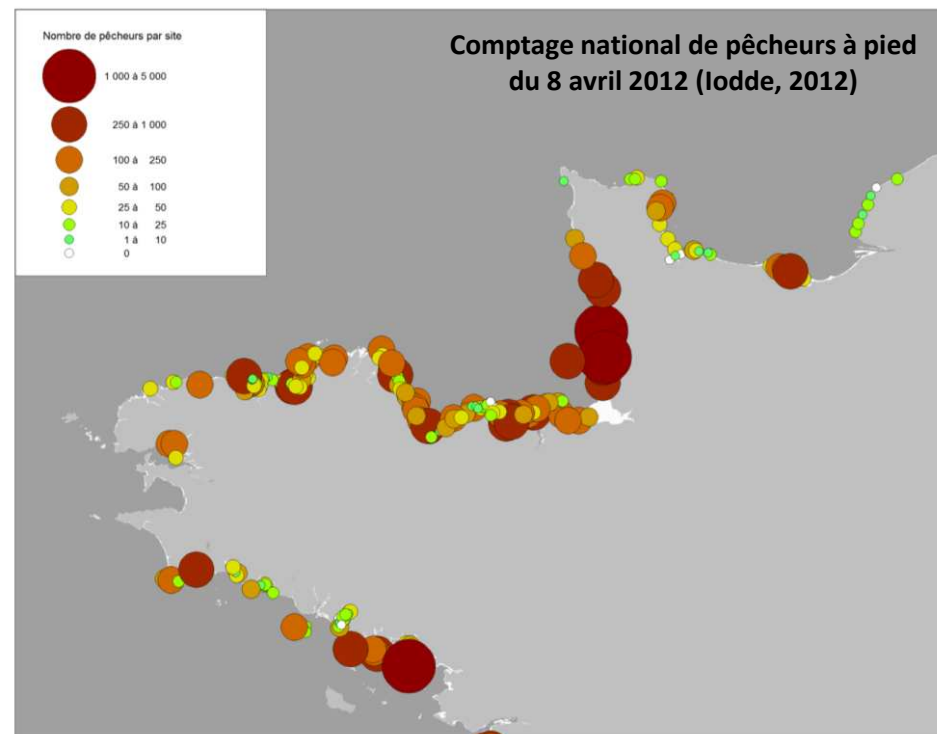 Comptage national de pêcheurs à pied
du 8 avril 2012 (Iodde, 2012)
Nombre de pêcheurs par site
1 000 à 5 000
250 à 1 000
100 à 250
50 à 100
25 à 50
10 à 25
1 à 10
0